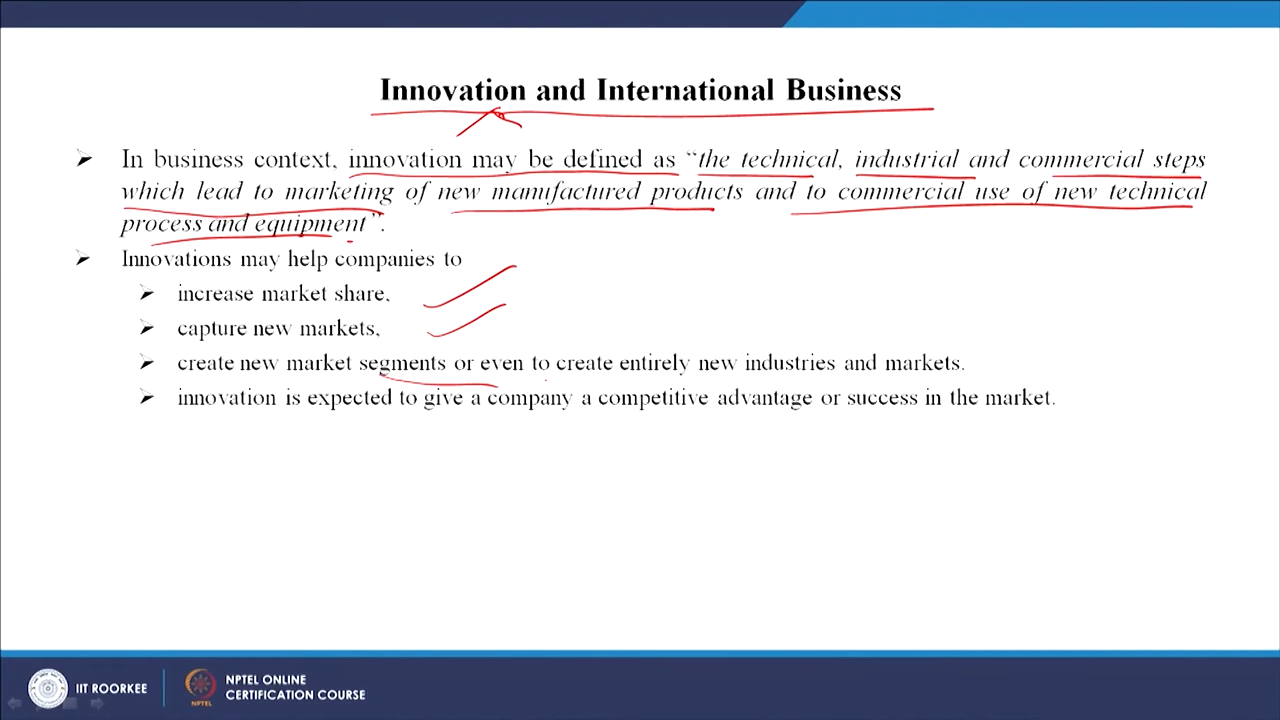 Innovation and International Business
In business context, innovation may be defined as “the technical, industrial and commercial steps
which lead to marketing of new manufactured products and to commercial use of new technical
process and equipment”.
Innovations may help companies to
increase market share,
capture new markets,
create new market segments or even to create entirely new industries and markets.
innovation is expected to give a company a competitive advantage or success in the market.
IIT ROORKEE
NPTEL
NPTEL ONLINE
CERTIFICATION COURSE